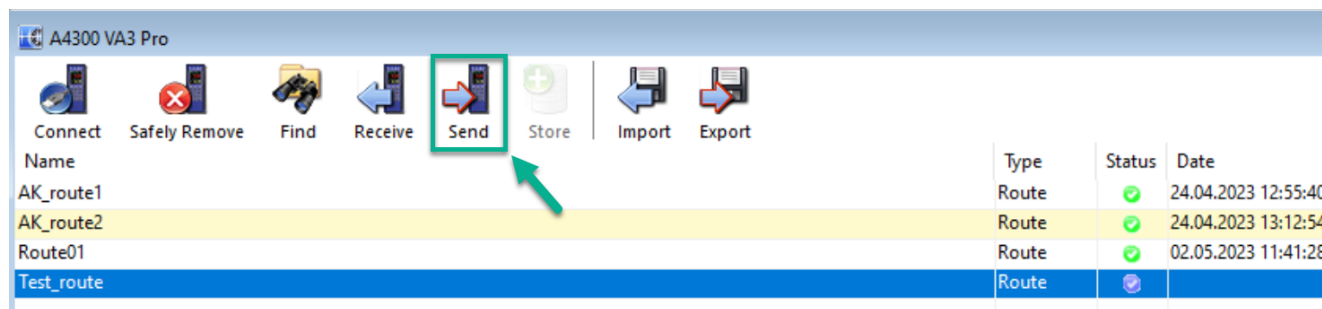 A4300 VA3 Pro
Connect Safely Remove Find Receive Send Store Import Export
Name Type Status Date
AK_route1 Route 24.04.2023 12:55:40
AK_route2 Route 24.04.2023 13:12:54
Route01 Route 02.05.2023 11:41:28
Test_route Route